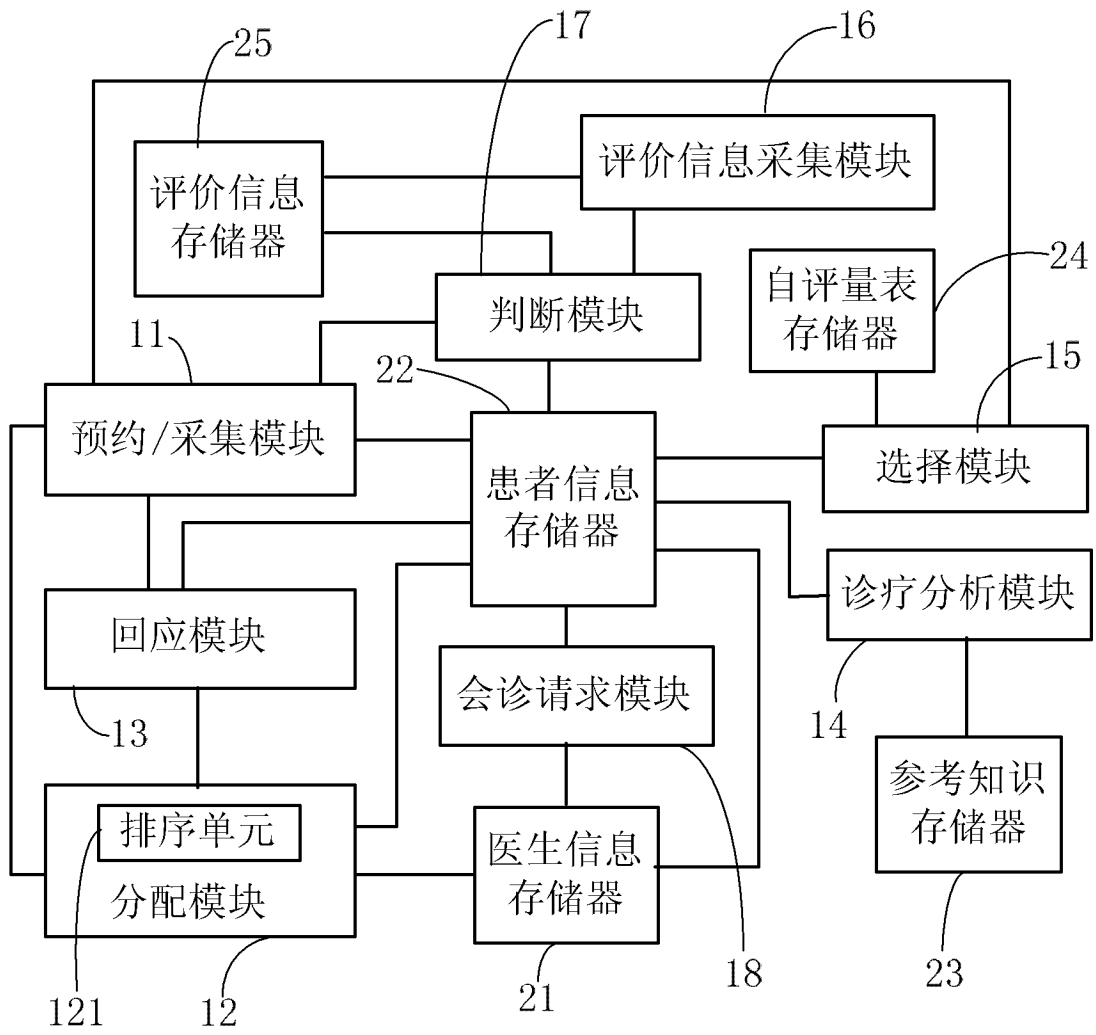 17
16
25
评价信息采集模块
评价信息
存储器
24
自评量表
存储器
判断模块
11
22
15
预约/采集模块
患者信息
存储器
选择模块
诊疗分析模块
回应模块
会诊请求模块
14
13
参考知识
存储器
排序单元
医生信息
存储器
分配模块
121
12
21
18
23